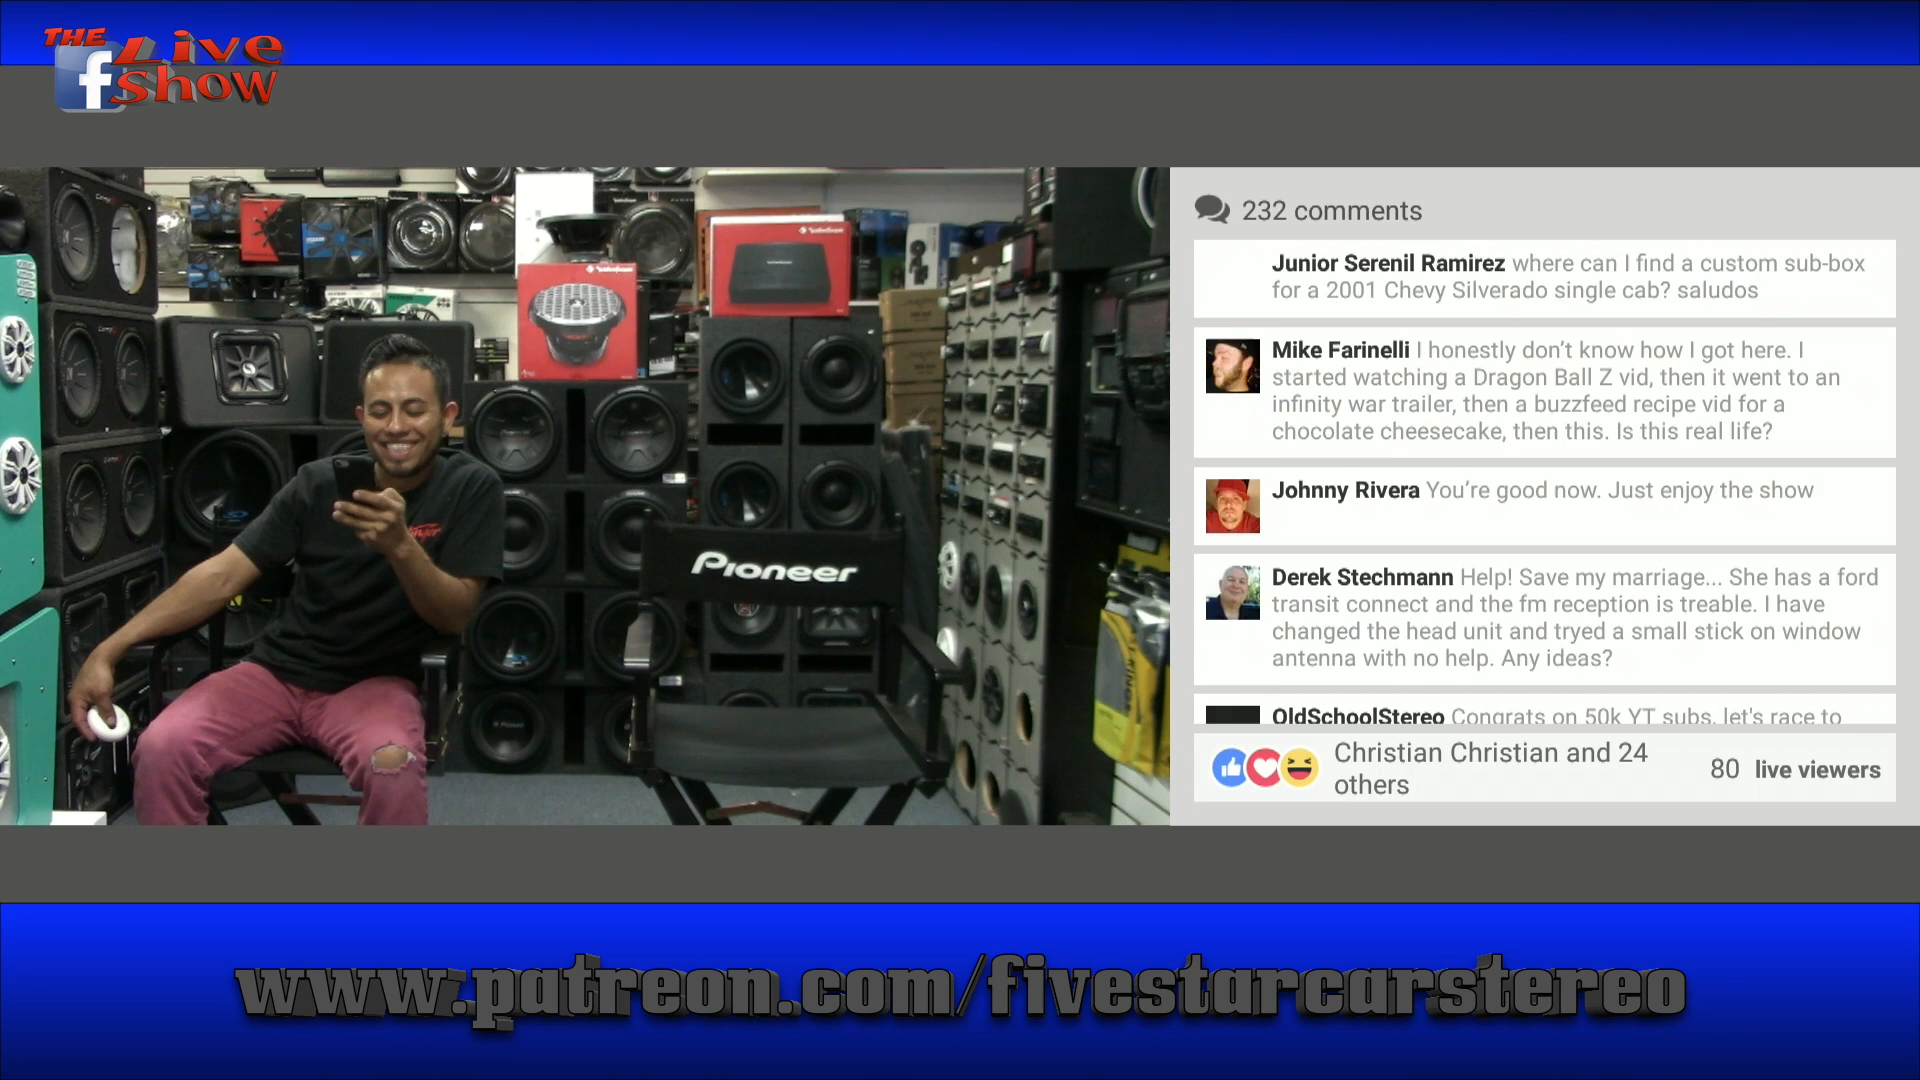 THE
Live
f Show
232 comments
Junior Serenil Ramirez where can I find a custom sub-box
for a 2001 Chevy Silverado single cab? saludos
Mike Farinelli I honestly don't know how I got here. I
started watching a Dragon Ball Z vid, then it went to an
infinity war trailer, then a buzzfeed recipe vid for a
chocolate cheesecake, then this. Is this real life?
Johnny Rivera You're good now. Just enjoy the show
Derek Stechmann Help! Save my marriage... She has a ford
transit connect and the fm reception is treable. I have
changed the head unit and tryed a small stick on window
antenna with no help. Any ideas?
OldSchoolStereo Congrats on 50k YT subs, let's race to
Christian Christian and 24
others
80 live viewers
Pioneer
www.patreon.com/fivestarcarstereo